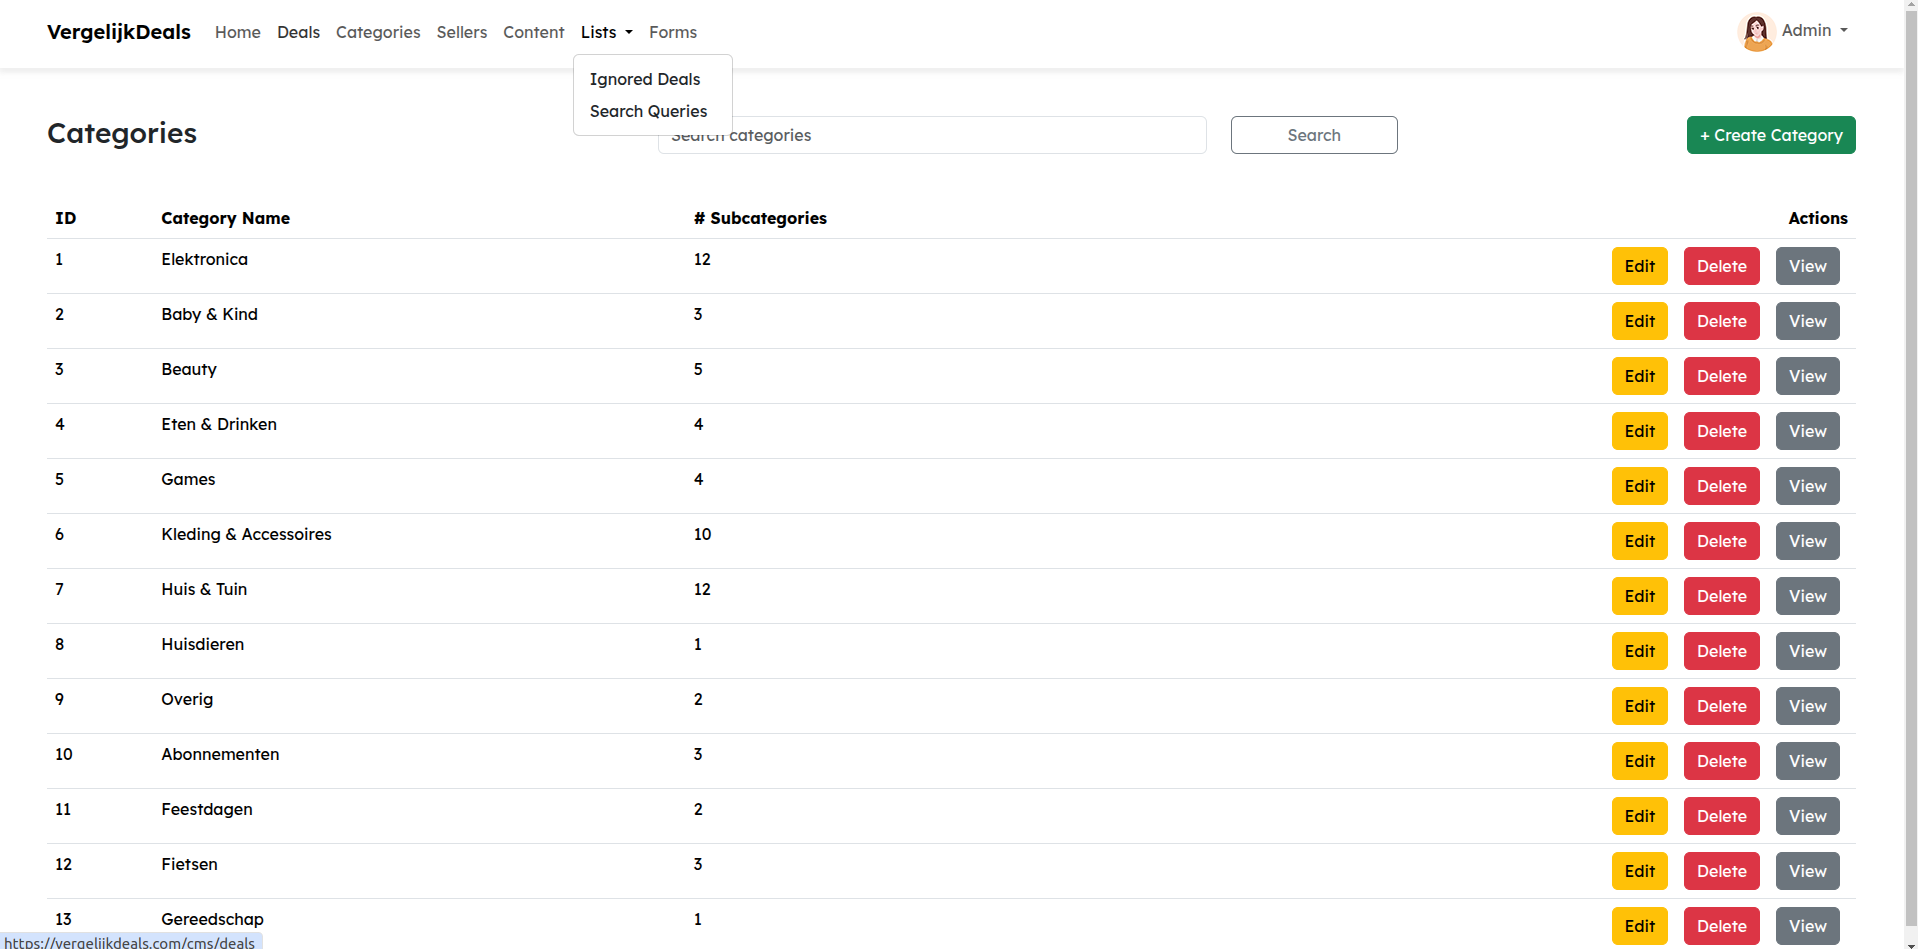 VergelijkDeals Home Deals Categories Sellers Content Lists Forms Admin
Ignored Deals
Search Queries
Categories Search categories Search + Create Category
ID Category Name # Subcategories Actions
1 Elektronica 12 Edit Delete View
2 Baby & Kind 3 Edit Delete View
3 Beauty 5 Edit Delete View
4 Eten & Drinken 4 Edit Delete View
5 Games 4 Edit Delete View
6 Kleding & Accessoires 10 Edit Delete View
7 Huis & Tuin 12 Edit Delete View
8 Huisdieren 1 Edit Delete View
9 Overig 2 Edit Delete View
10 Abonnementen 3 Edit Delete View
11 Feestdagen 2 Edit Delete View
12 Fietsen 3 Edit Delete View
13 Gereedschap 1 Edit Delete View
https://vergelijkdeals.com/cms/deals